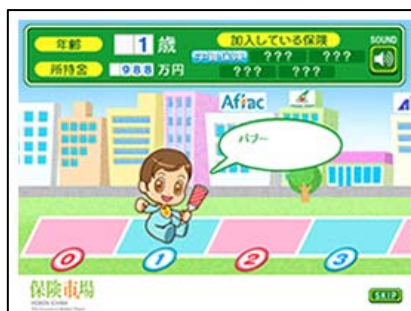 年齢 1 歳
加入している保険
SOUND
所持金 988 万円
??? ???
??? ???
Aflac
バブー
0 1 2 3
保険市場
SKIP